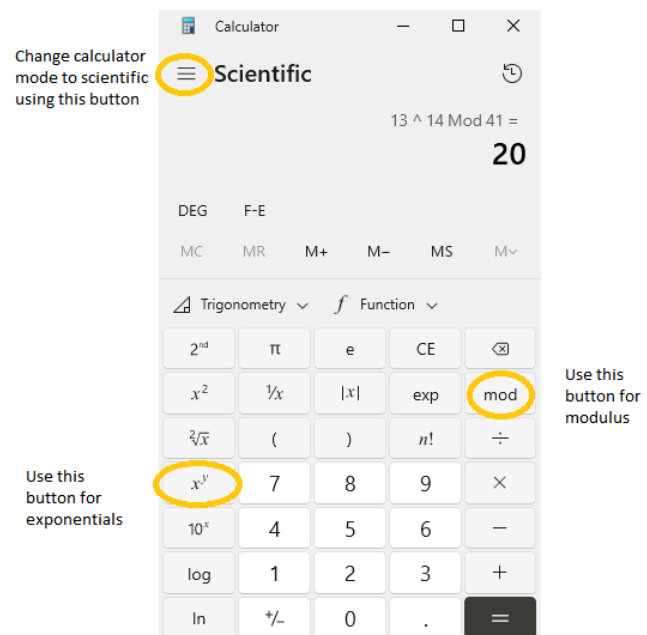 Calculator
Change calculator
mode to scientific
using this button
Scientific
13 ^ 14 Mod 41 =
20
DEG F-E
MC MR M+ M− MS M
Trigonometry f Function
2nd π e CE
x² ¹/x |x| exp mod
²√x ( ) n! ÷
Use this
button for
modulus
xʸ 7 8 9 ×
Use this
button for
exponentials
10ˣ 4 5 6 −
log 1 2 3 +
ln +/− 0 . =